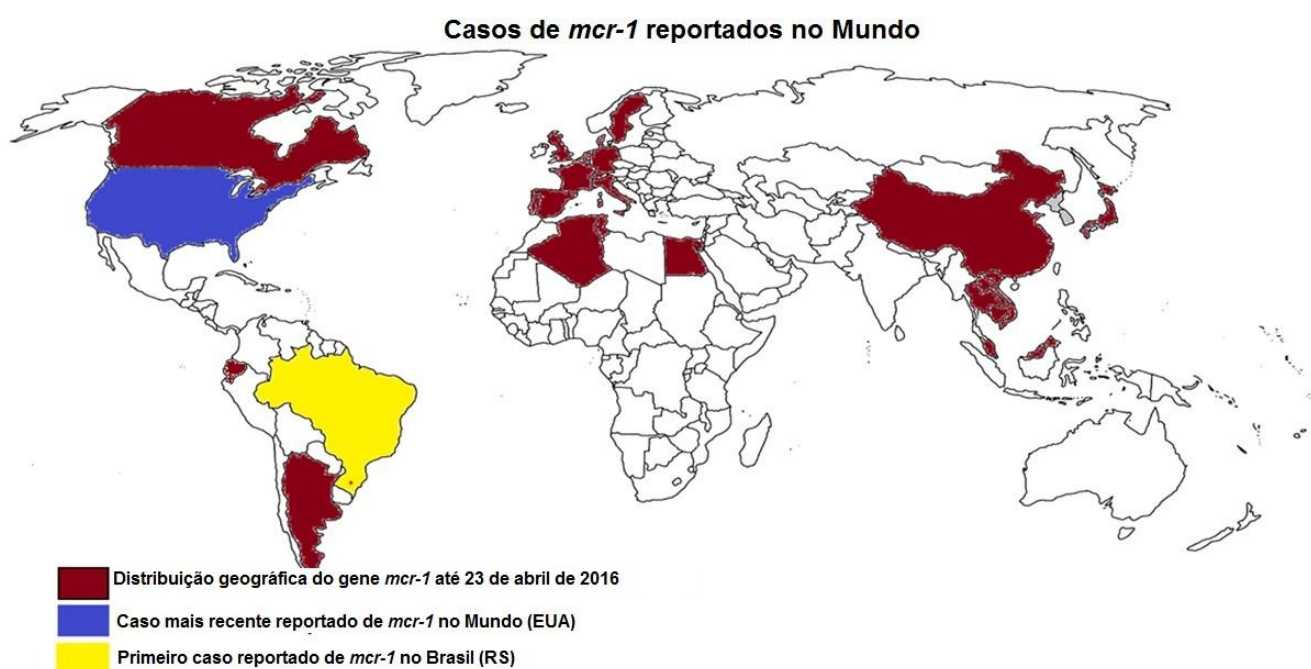 Casos de mcr-1 reportados no Mundo
Distribuição geográfica do gene mcr-1 até 23 de abril de 2016
Caso mais recente reportado de mcr-1 no Mundo (EUA)
Primeiro caso reportado de mcr-1 no Brasil (RS)